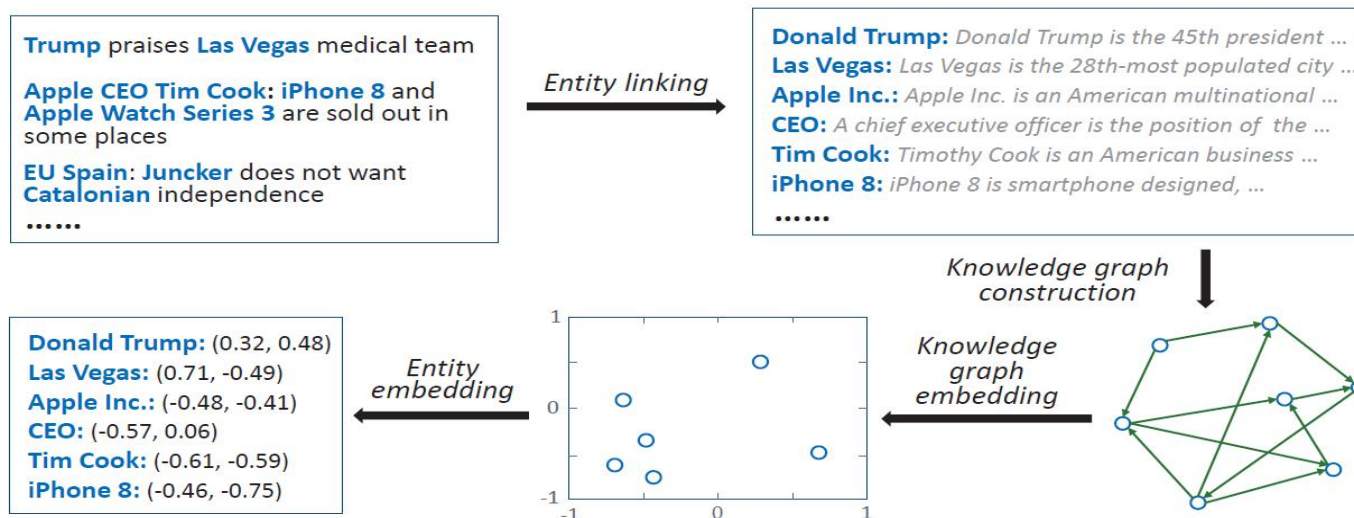 Trump praises Las Vegas medical team
Apple CEO Tim Cook: iPhone 8 and
Apple Watch Series 3 are sold out in
some places
EU Spain: Juncker does not want
Catalonian independence
......
Entity linking
Donald Trump: Donald Trump is the 45th president ...
Las Vegas: Las Vegas is the 28th-most populated city ...
Apple Inc.: Apple Inc. is an American multinational ...
CEO: A chief executive officer is the position of the ...
Tim Cook: Timothy Cook is an American business ...
iPhone 8: iPhone 8 is smartphone designed, ...
......
Knowledge graph
construction
Knowledge
graph
embedding
1
0
-1
-1
0
1
Entity
embedding
Donald Trump: (0.32, 0.48)
Las Vegas: (0.71, -0.49)
Apple Inc.: (-0.48, -0.41)
CEO: (-0.57, 0.06)
Tim Cook: (-0.61, -0.59)
iPhone 8: (-0.46, -0.75)